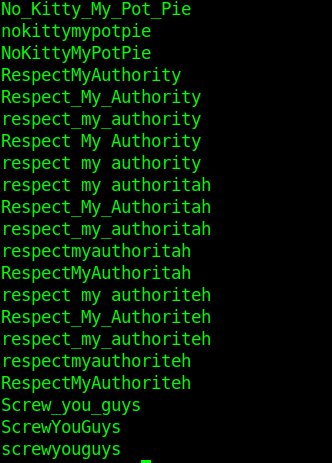 No_Kitty_My_Pot_Pie
nokittymypotpie
NoKittyMyPotPie
RespectMyAuthority
Respect_My_Authority
respect_my_authority
Respect My Authority
respect my authority
respect my authoritah
Respect_My_Authoritah
respect_my_authoritah
respectmyauthoritah
RespectMyAuthoritah
respect my authoriteh
Respect_My_Authoriteh
respect_my_authoriteh
respectmyauthoriteh
RespectMyAuthoriteh
Screw_you_guys
ScrewYouGuys
screwyouguys